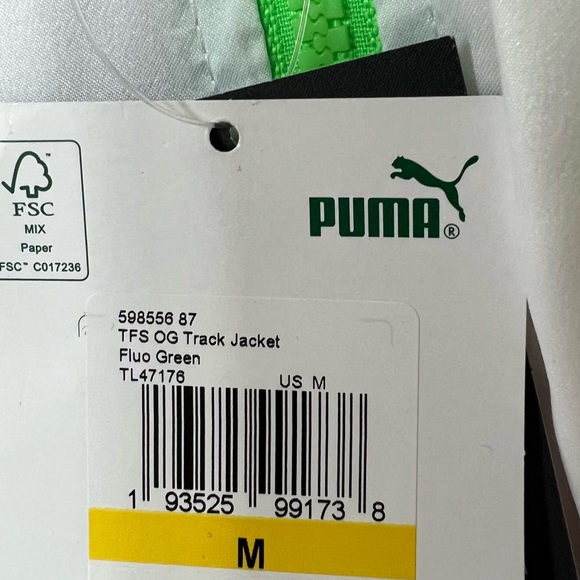 FSC
MIX
Paper
FSC™ C017236
PUMA®
598556 87
TFS OG Track Jacket
Fluo Green
TL47176
US M
1 93525 99173 8
M